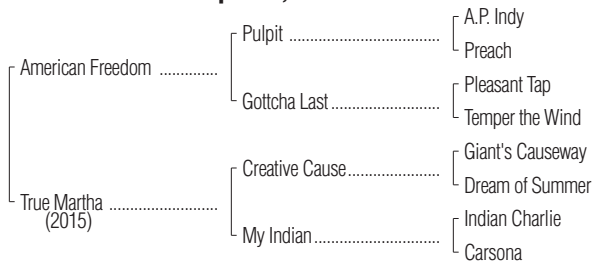 A.P. Indy
Pulpit
Preach
American Freedom
Pleasant Tap
Gottcha Last
Temper the Wind
Giant's Causeway
Creative Cause
Dream of Summer
True Martha
(2015)
Indian Charlie
My Indian
Carsona